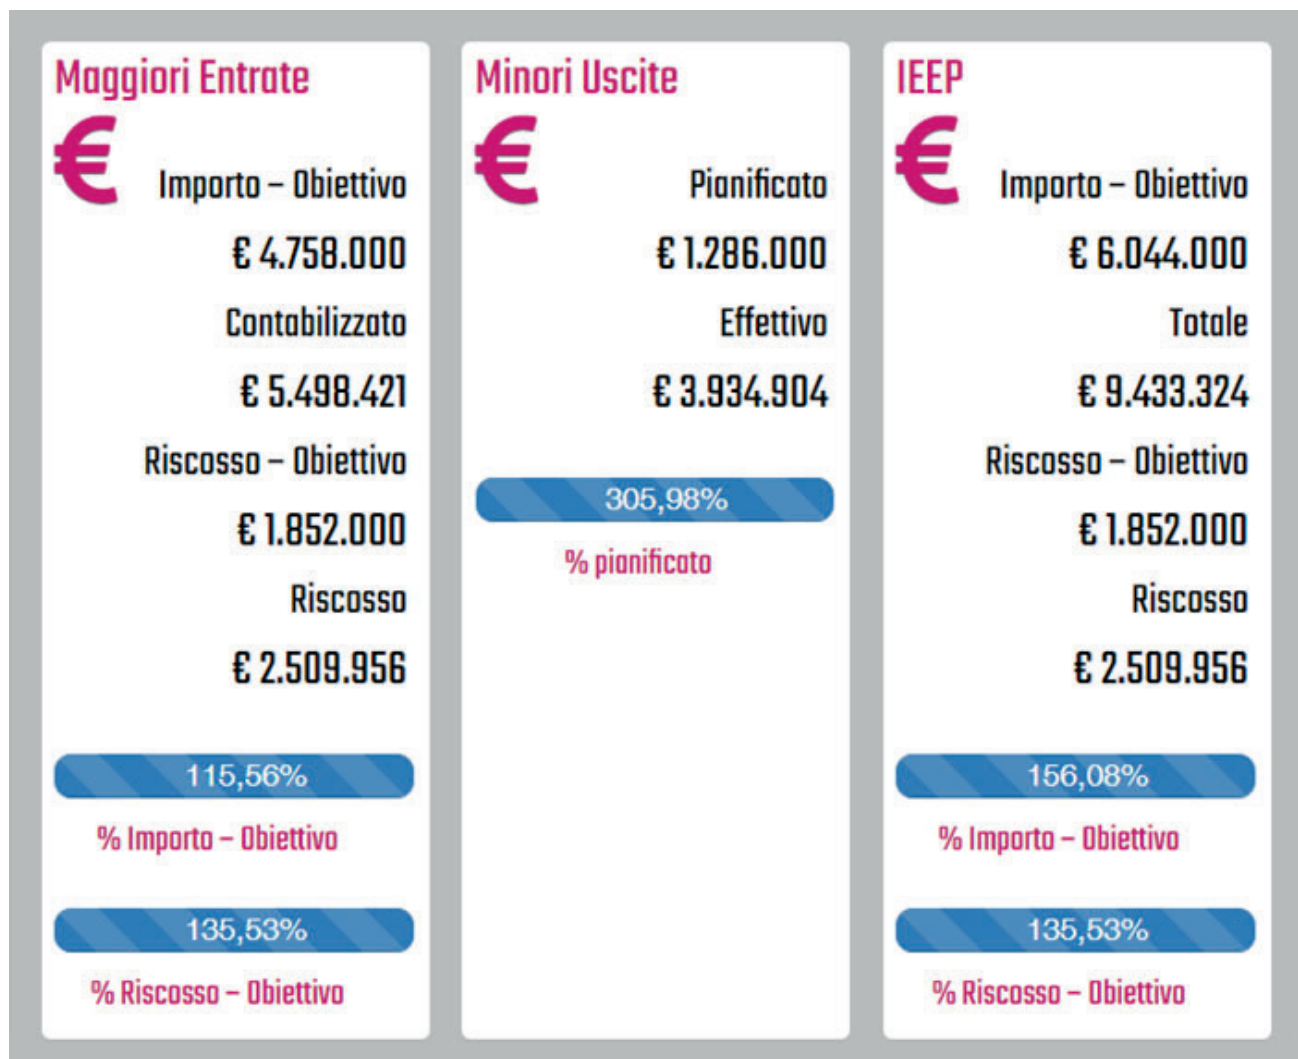 Maggiori Entrate
€
Importo – Obiettivo
€ 4.758.000
Contabilizzato
€ 5.498.421
Riscosso – Obiettivo
€ 1.852.000
Riscosso
€ 2.509.956
115,56%
% Importo – Obiettivo
135,53%
% Riscosso – Obiettivo
Minori Uscite
€
Pianificato
€ 1.286.000
Effettivo
€ 3.934.904
305,98%
% pianificato
IEEP
€
Importo – Obiettivo
€ 6.044.000
Totale
€ 9.433.324
Riscosso – Obiettivo
€ 1.852.000
Riscosso
€ 2.509.956
156,08%
% Importo – Obiettivo
135,53%
% Riscosso – Obiettivo